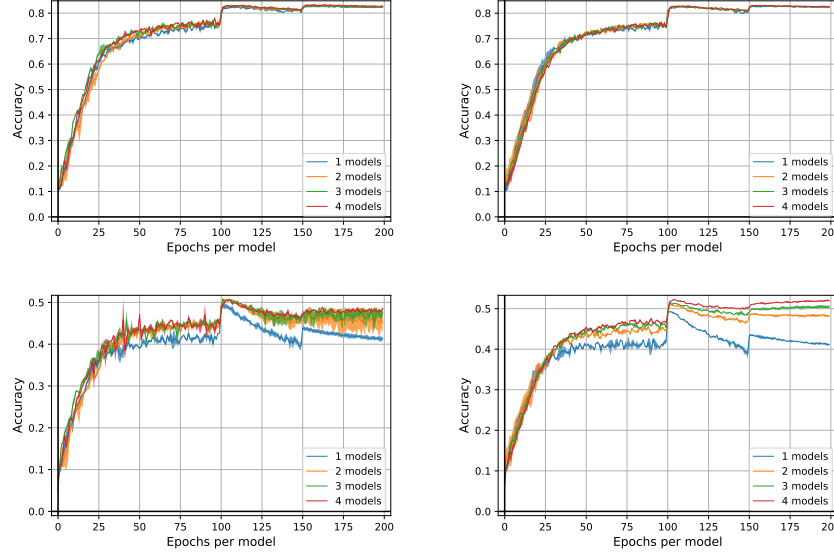 0.8
0.7
0.6
0.5
0.4
0.3
0.2
0.1
0.0
Accuracy
1 models
2 models
3 models
4 models
0 25 50 75 100 125 150 175 200
Epochs per model
0.8
0.7
0.6
0.5
0.4
0.3
0.2
0.1
0.0
Accuracy
1 models
2 models
3 models
4 models
0 25 50 75 100 125 150 175
Epochs per model
0.5
0.4
0.3
0.2
0.1
0.0
Accuracy
1 models
2 models
3 models
4 models
0 25 50 75 100 125 150 175 200
Epochs per model
0.5
0.4
0.3
0.2
0.1
0.0
Accuracy
1 models
2 models
3 models
4 models
0 25 50 75 100 125 150 175
Epochs per model